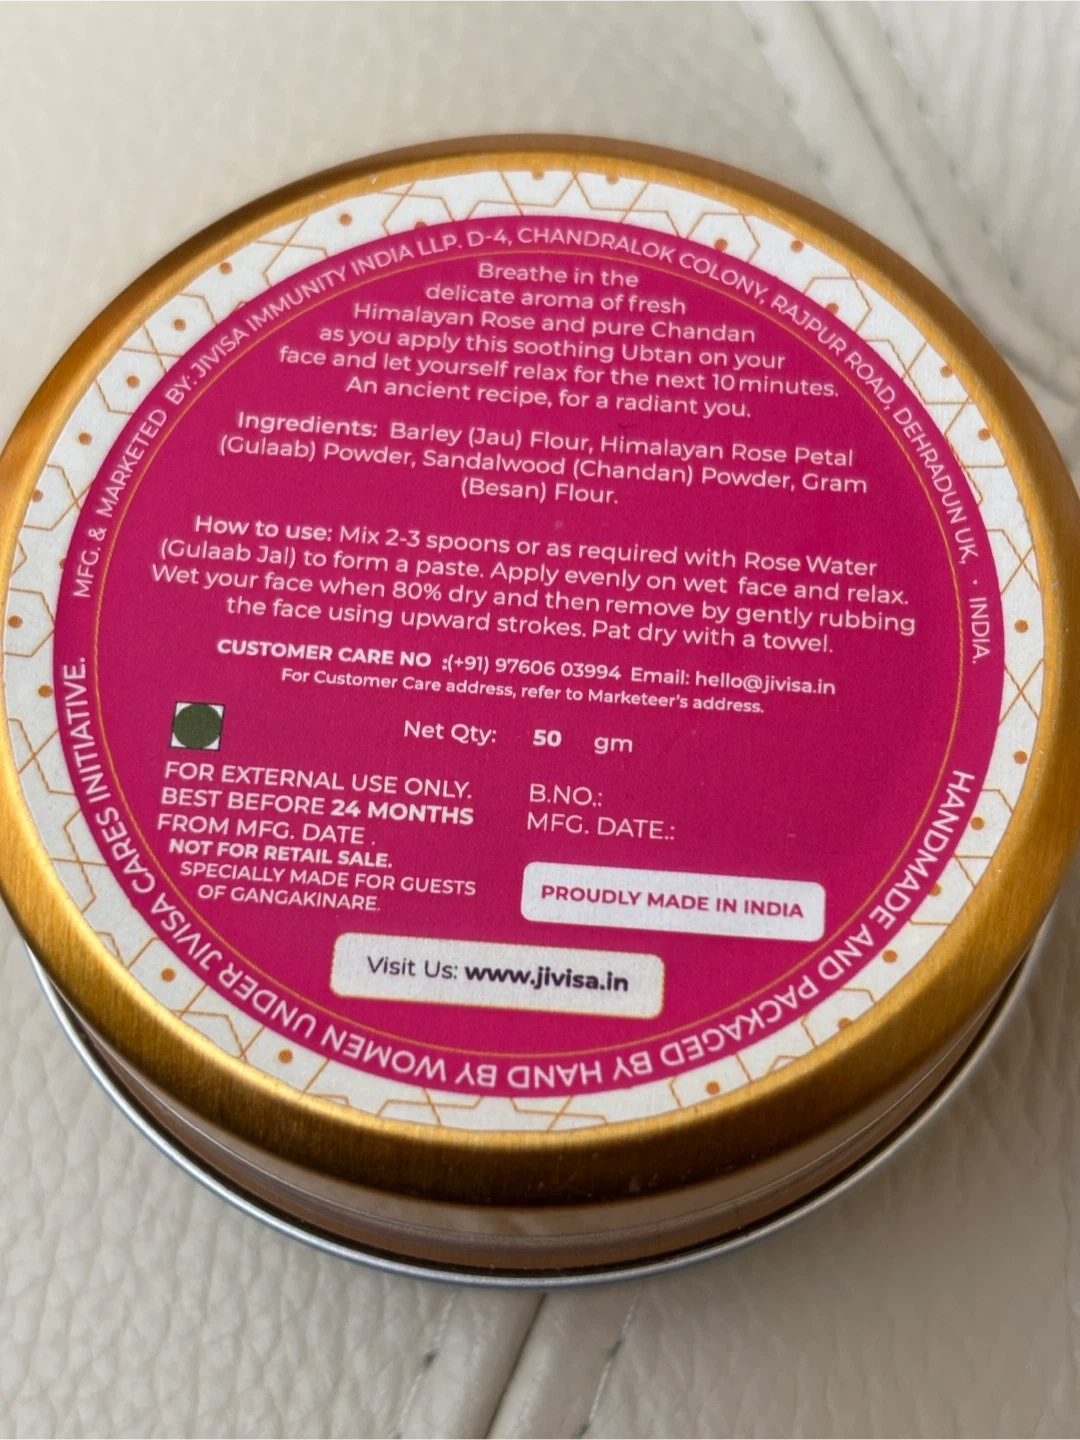 MFG. & MARKETED BY: JIVISA IMMUNITY INDIA LLP. D-4, CHANDRALOK COLONY, RAJPUR ROAD, DEHRADUN UK, • INDIA.
Breathe in the
delicate aroma of fresh
Himalayan Rose and pure Chandan
as you apply this soothing Ubtan on your
face and let yourself relax for the next 10 minutes.
An ancient recipe, for a radiant you.
Ingredients: Barley (Jau) Flour, Himalayan Rose Petal
(Gulaab) Powder, Sandalwood (Chandan) Powder, Gram
(Besan) Flour.
How to use: Mix 2-3 spoons or as required with Rose Water
(Gulaab Jal) to form a paste. Apply evenly on wet face and relax.
Wet your face when 80% dry and then remove by gently rubbing
the face using upward strokes. Pat dry with a towel.
CUSTOMER CARE NO :(+91) 97606 03994 Email: hello@jivisa.in
For Customer Care address, refer to Marketeer's address.
Net Qty: 50 gm
FOR EXTERNAL USE ONLY.
BEST BEFORE 24 MONTHS
FROM MFG. DATE .
NOT FOR RETAIL SALE.
SPECIALLY MADE FOR GUESTS
OF GANGAKINARE.
B.NO.:
MFG. DATE.:
PROUDLY MADE IN INDIA
Visit Us: www.jivisa.in
HANDMADE AND PACKAGED BY HAND BY WOMEN UNDER JIVISA CARES INITIATIVE.